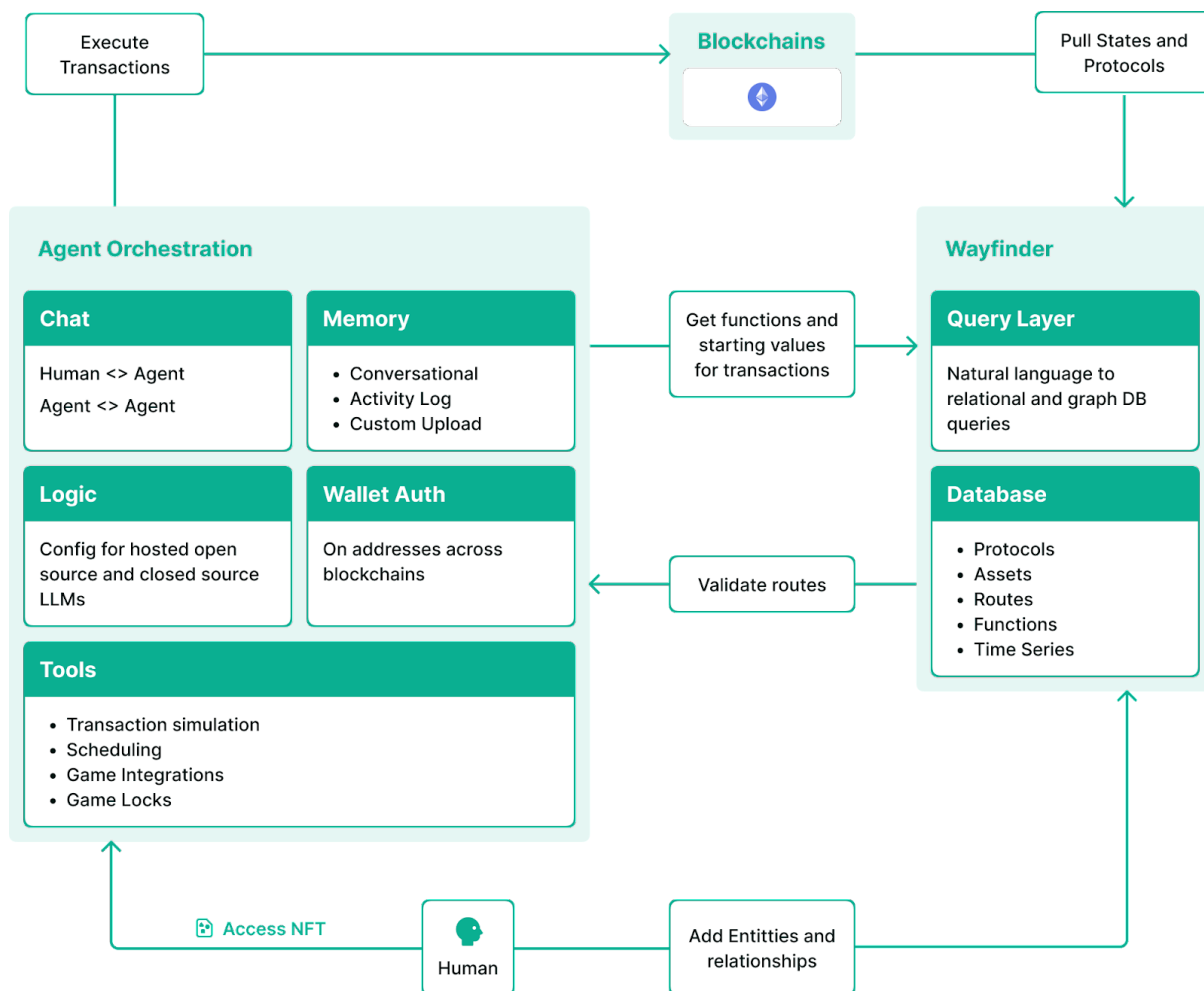 Execute
Transactions
Blockchains
Pull States and
Protocols
Agent Orchestration
Chat
Human <> Agent
Agent <> Agent
Memory
• Conversational
• Activity Log
• Custom Upload
Logic
Config for hosted open
source and closed source
LLMs
Wallet Auth
On addresses across
blockchains
Tools
• Transaction simulation
• Scheduling
• Game Integrations
• Game Locks
Get functions and
starting values
for transactions
Validate routes
Wayfinder
Query Layer
Natural language to
relational and graph DB
queries
Database
• Protocols
• Assets
• Routes
• Functions
• Time Series
Access NFT
Human
Add Entitties and
relationships